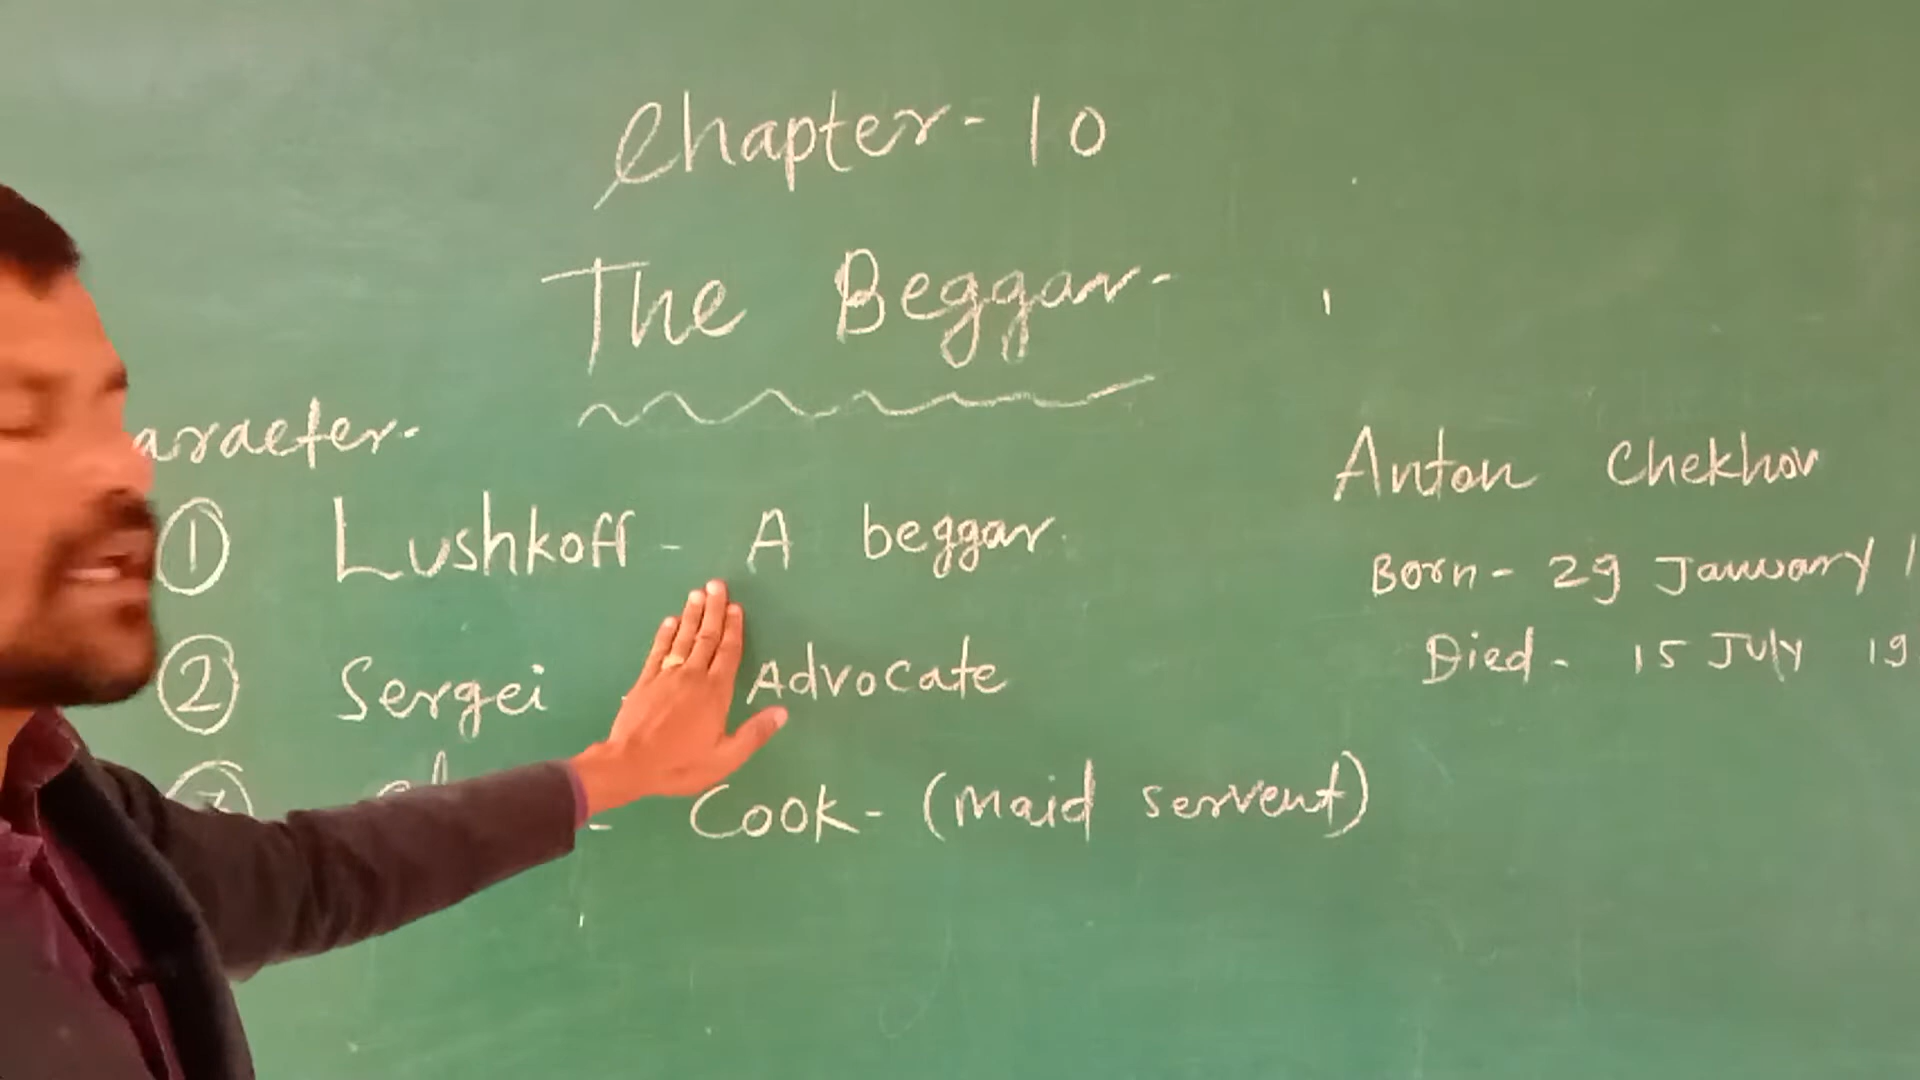 Chapter-10
The Beggar-
aracter-
① Lushkoff - A beggar.
② Sergei - Advocate
- Cook - (Maid servent)
Anton Chekhov
Born - 29 January 1
Died - 15 July 19